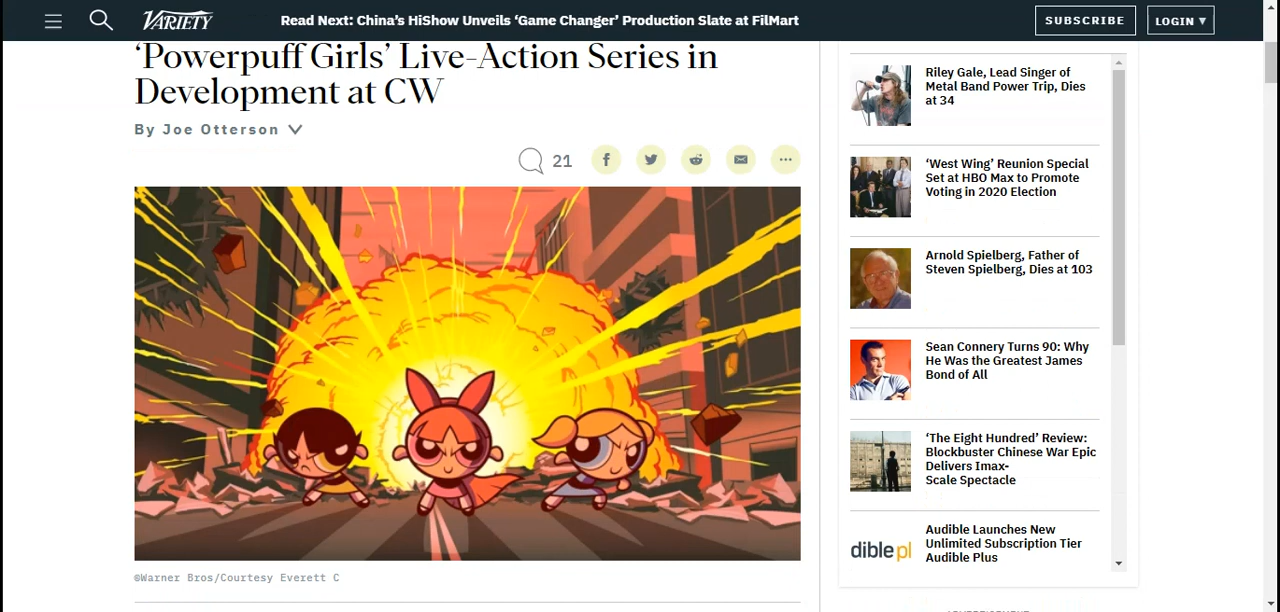 VARIETY
Read Next: China's HiShow Unveils 'Game Changer' Production Slate at FilMart
SUBSCRIBE
LOGIN ▼
‘Powerpuff Girls’ Live-Action Series in
Development at CW
By Joe Otterson
21
©Warner Bros/Courtesy Everett C
Riley Gale, Lead Singer of
Metal Band Power Trip, Dies
at 34
‘West Wing’ Reunion Special
Set at HBO Max to Promote
Voting in 2020 Election
Arnold Spielberg, Father of
Steven Spielberg, Dies at 103
Sean Connery Turns 90: Why
He Was the Greatest James
Bond of All
‘The Eight Hundred’ Review:
Blockbuster Chinese War Epic
Delivers Imax-
Scale Spectacle
dible pl
Audible Launches New
Unlimited Subscription Tier
Audible Plus